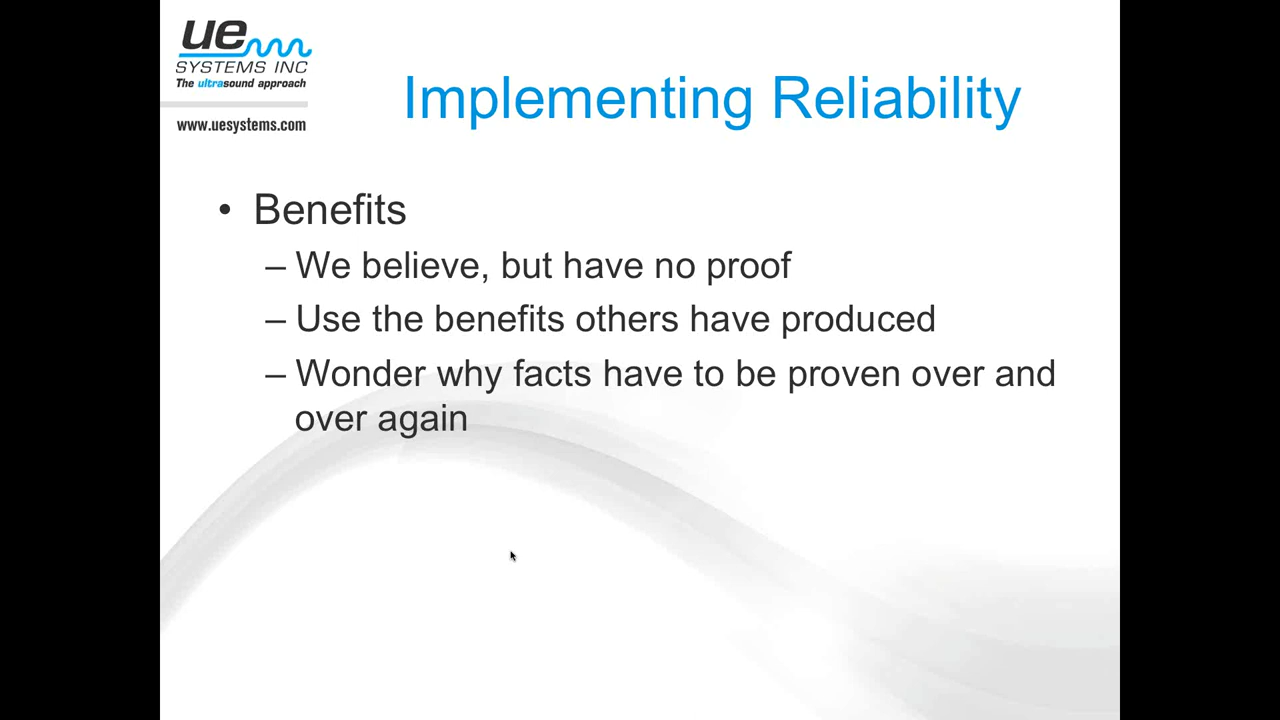 ue
SYSTEMS INC
The ultrasound approach
www.uesystems.com
Implementing Reliability
• Benefits
– We believe, but have no proof
– Use the benefits others have produced
– Wonder why facts have to be proven over and
over again